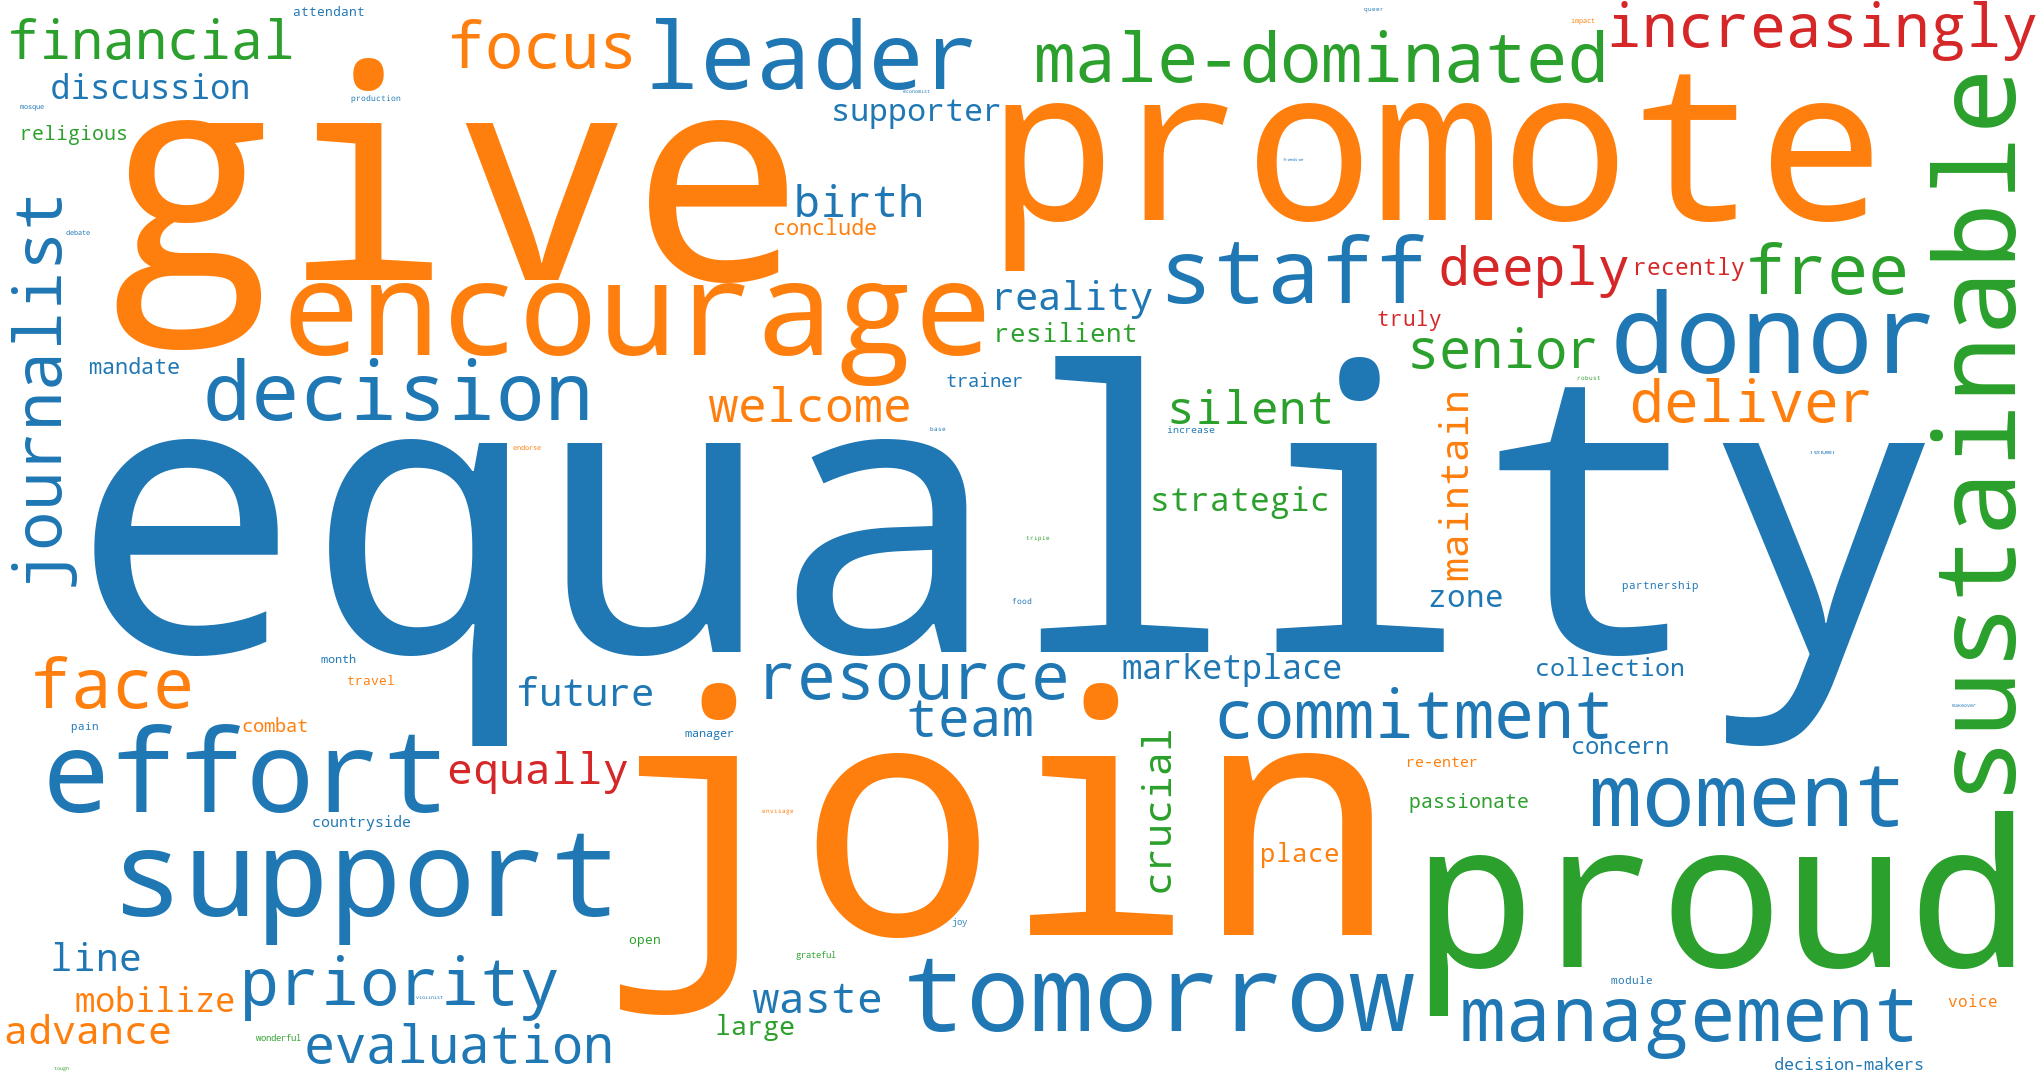 attendant
queer
impact
financial
focus
leader
male-dominated
increasingly
discussion
production
economist
supporter
mosque
religious
give
promote
sustainable
birth
conclude
journalist
debate
encourage
reality
staff
deeply
recently
free
resilient
truly
senior
donor
mandate
decision
trainer
welcome
silent
robust
deliver
equality
endorse
base
increase
maintain
strategic
triple
food
zone
partnership
month
travel
face
future
resource
marketplace
collection
team
commitment
makeover
pain
combat
manager
effort
equally
join
crucial
concern
re-enter
passionate
moment
countryside
envisage
support
place
proud
joy
open
grateful
line
priority
mobilize
violinist
waste
tomorrow
module
management
voice
advance
large
wonderful
evaluation
decision-makers
tough